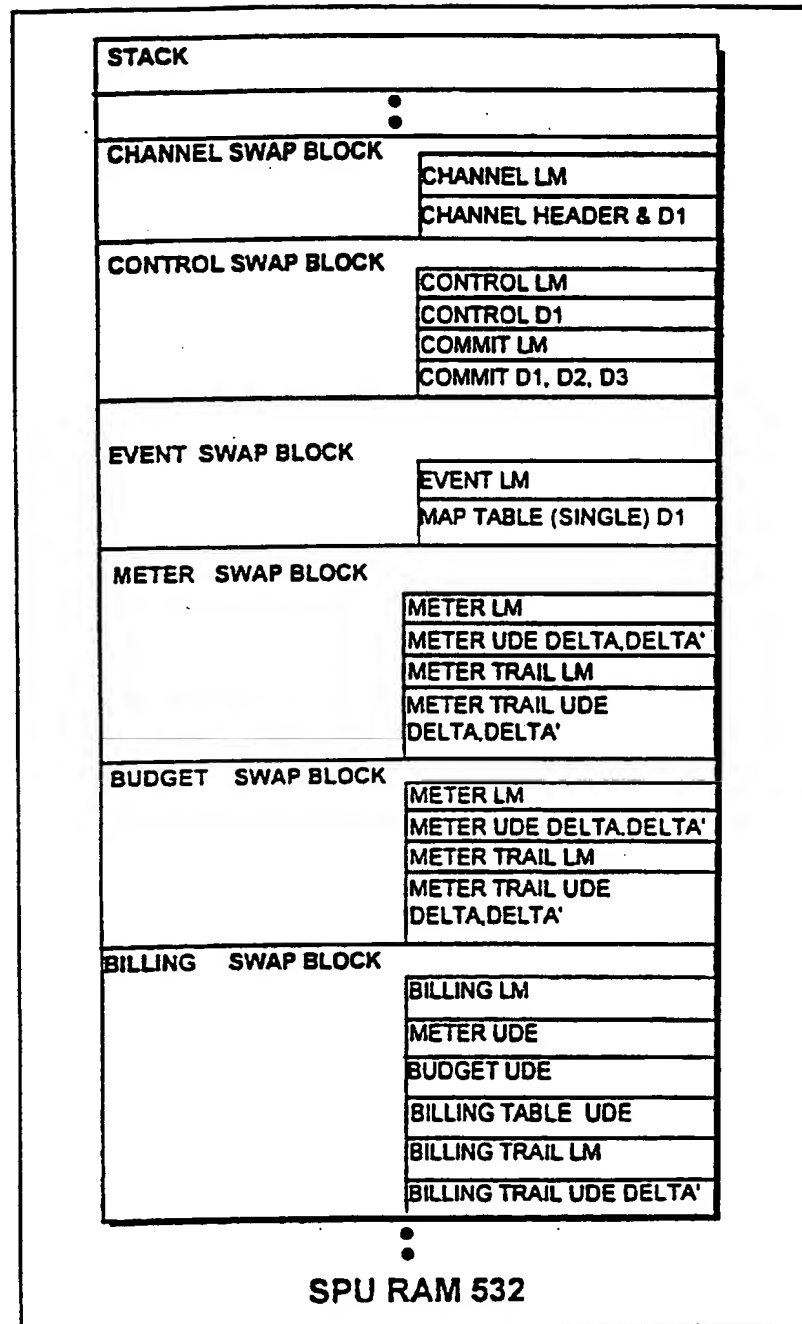 STACK
CHANNEL SWAP BLOCK
CHANNEL LM
CHANNEL HEADER & D1
CONTROL SWAP BLOCK
CONTROL LM
CONTROL D1
COMMIT LM
COMMIT D1, D2, D3
EVENT SWAP BLOCK
EVENT LM
MAP TABLE (SINGLE) D1
METER SWAP BLOCK
METER LM
METER UDE DELTA,DELTA'
METER TRAIL LM
METER TRAIL UDE
DELTA,DELTA'
BUDGET SWAP BLOCK
METER LM
METER UDE DELTA.DELTA'
METER TRAIL LM
METER TRAIL UDE
DELTA,DELTA'
BILLING SWAP BLOCK
BILLING LM
METER UDE
BUDGET UDE
BILLING TABLE UDE
BILLING TRAIL LM
BILLING TRAIL UDE DELTA'
SPU RAM 532